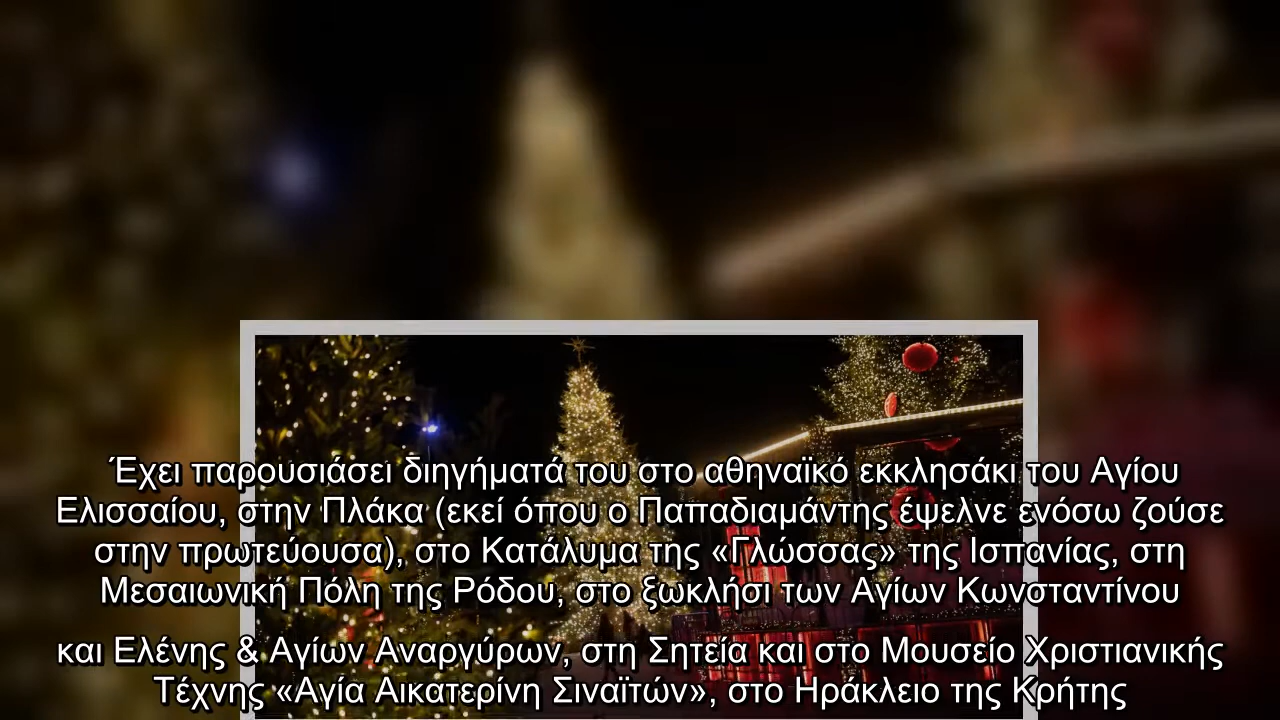 Έχει παρουσιάσει διηγήματά του στο αθηναϊκό εκκλησάκι του Αγίου
Ελισσαίου, στην Πλάκα (εκεί όπου ο Παπαδιαμάντης έψελνε ενόσω ζούσε
στην πρωτεύουσα), στο Κατάλυμα της «Γλώσσας» της Ισπανίας, στη
Μεσαιωνική Πόλη της Ρόδου, στο ξωκλήσι των Αγίων Κωνσταντίνου
και Ελένης & Αγίων Αναργύρων, στη Σητεία και στο Μουσείο Χριστιανικής
Τέχνης «Αγία Αικατερίνη Σιναϊτών», στο Ηράκλειο της Κρήτης